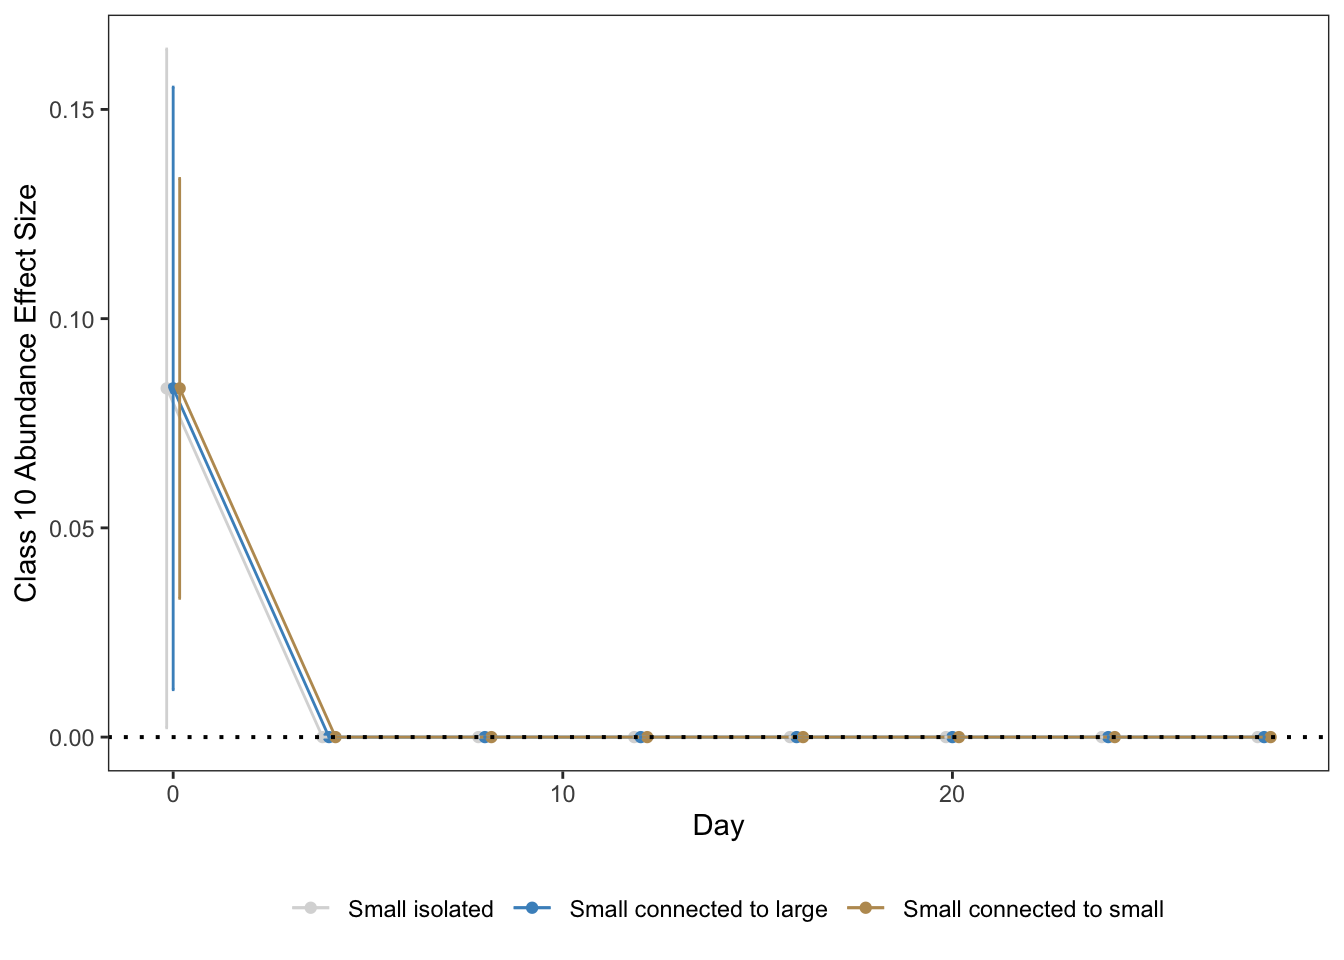 Class 10 Abundance Effect Size
0.15
0.10
0.05
0.00
0 10 20
Day
Small isolated Small connected to large Small connected to small